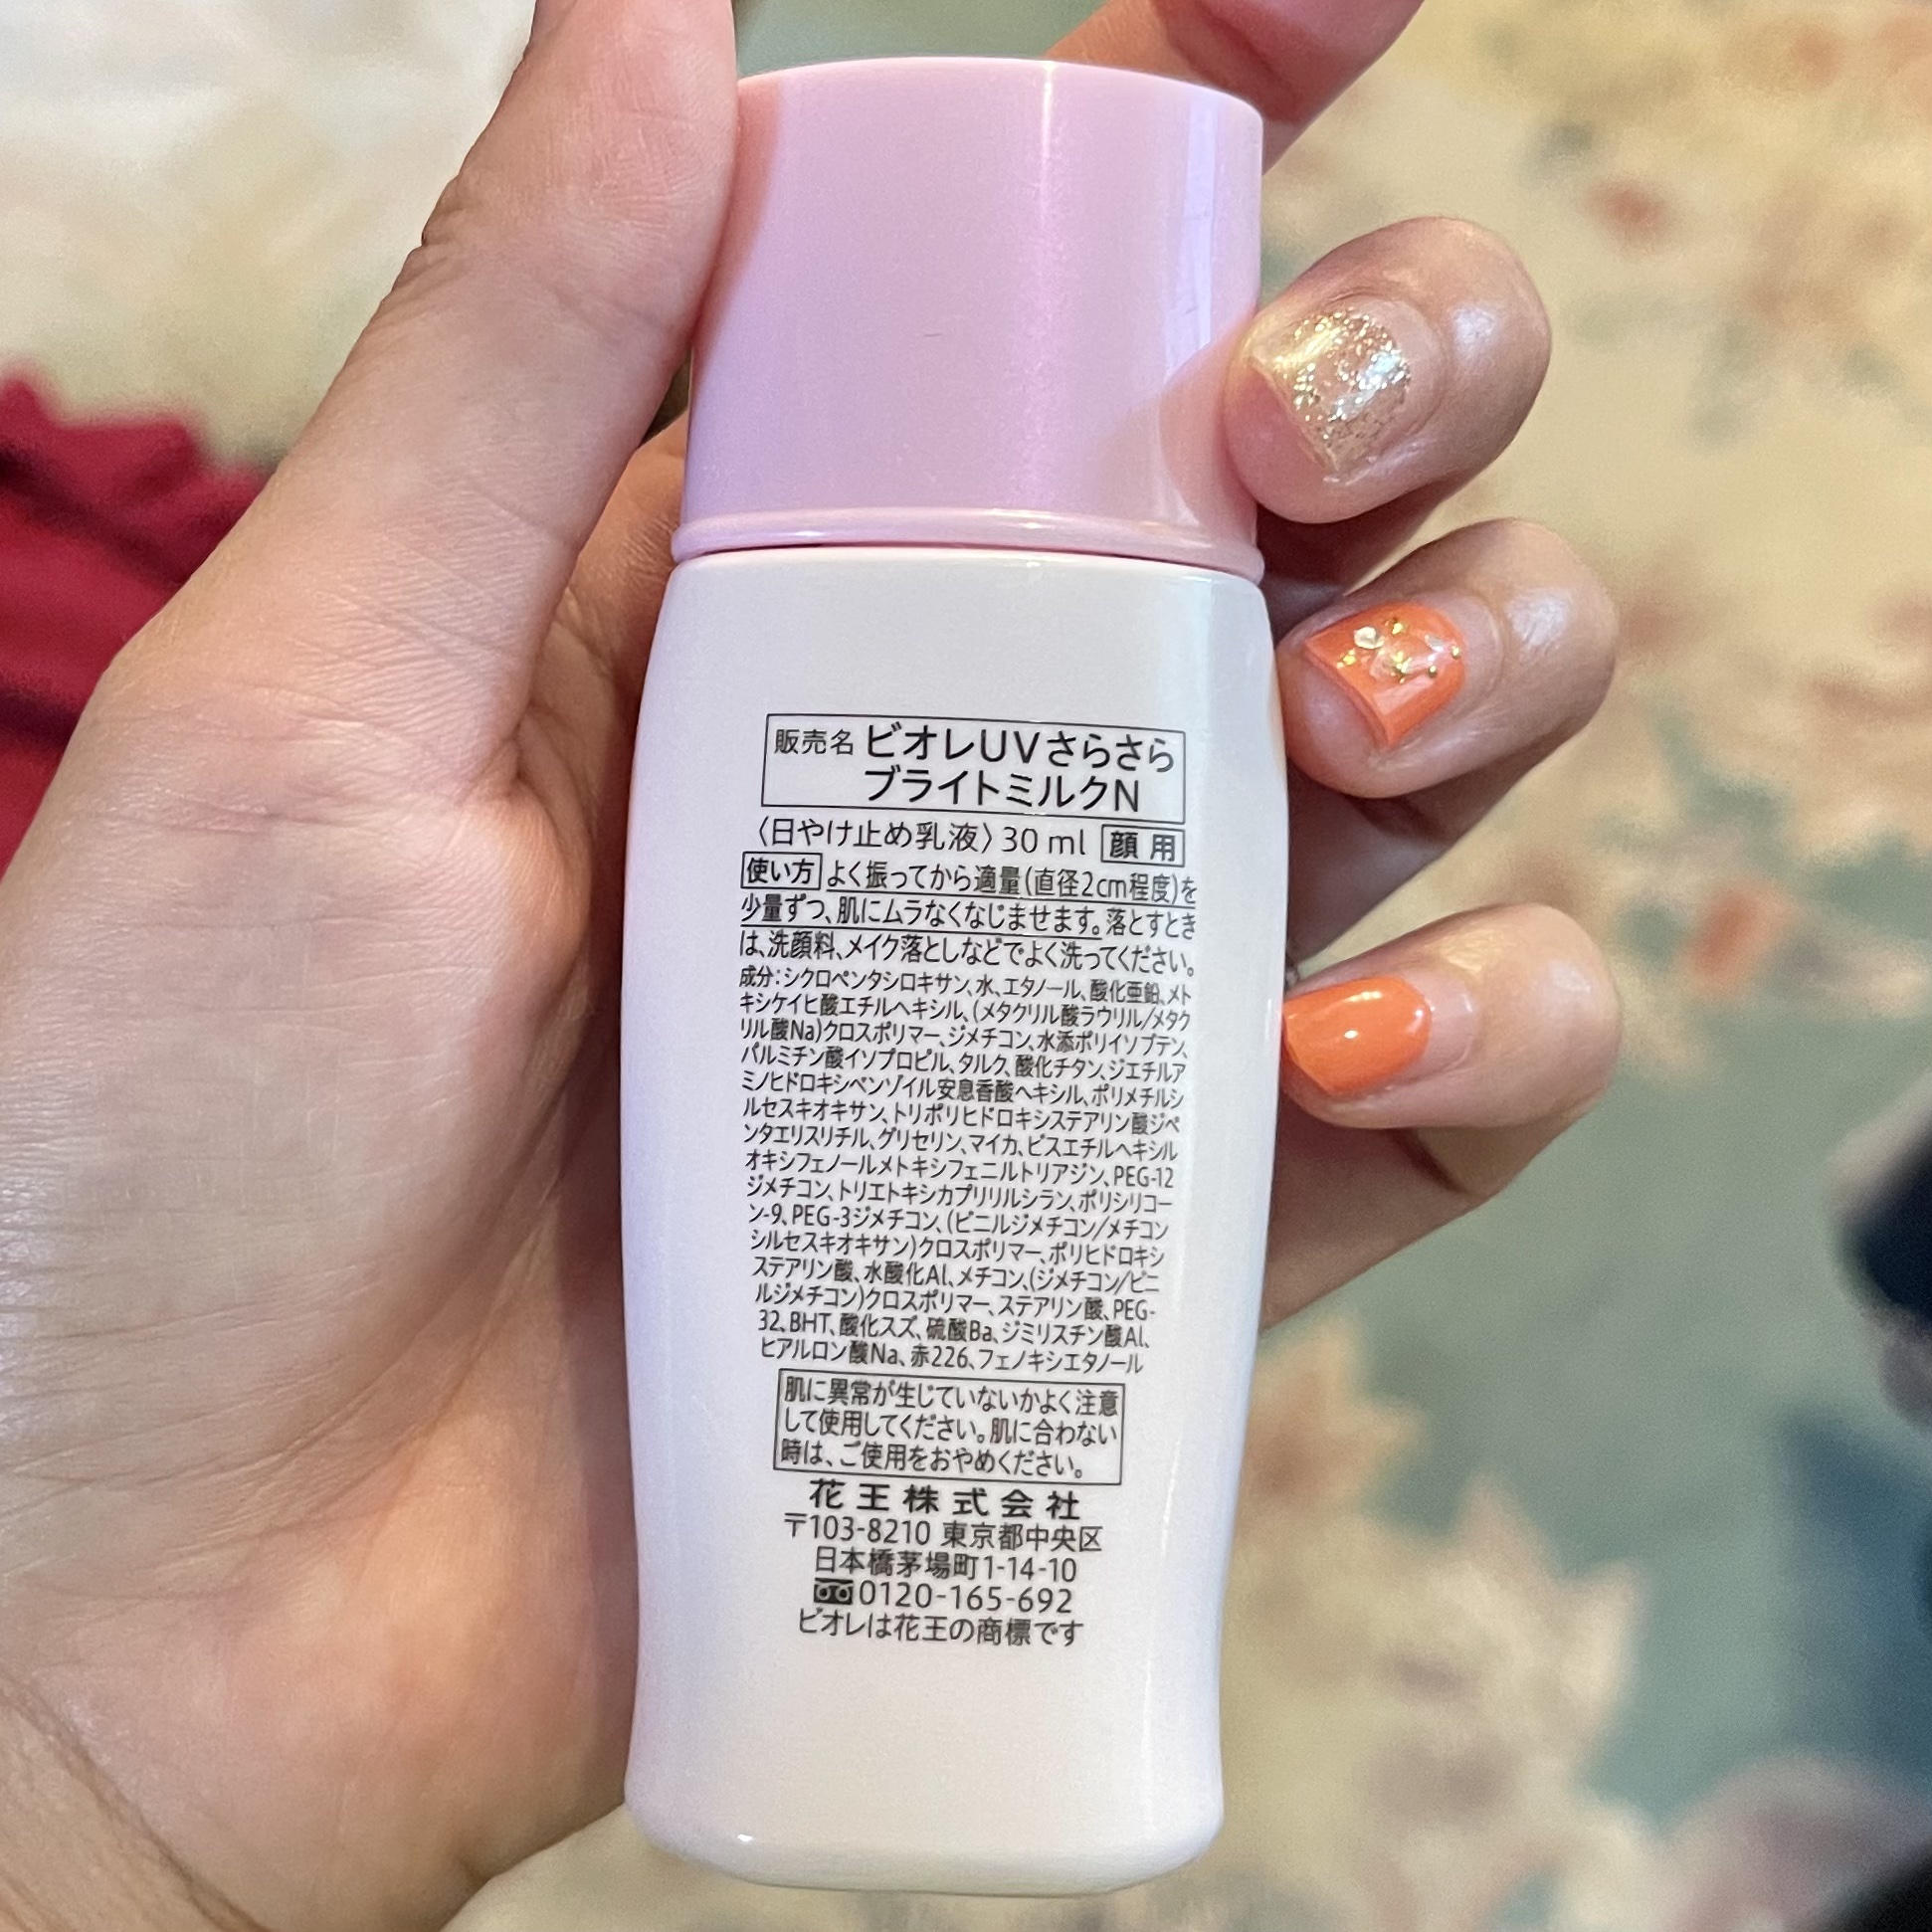 販売名 ビオレUVさらさら
ブライトミルクN
〈日やけ止め乳液〉30ml 顔用
使い方 よく振ってから適量(直径2cm程度)を
少量ずつ、肌にムラなくなじませます。落とすとき
は、洗顔料、メイク落としなどでよく洗ってください。
成分:シクロペンタシロキサン、水、エタノール、酸化亜鉛、メト
キシケイヒ酸エチルヘキシル、(メタクリル酸ラウリル/メタク
リル酸Na)クロスポリマー、ジメチコン、水添ポリイソブテン、
パルミチン酸イソプロピル、タルク、酸化チタン、ジエチルア
ミノヒドロキシベンゾイル安息香酸ヘキシル、ポリメチルシ
ルセスキオキサン、トリポリヒドロキシステアリン酸ジペ
ンタエリスリチル、グリセリン、マイカ、ビスエチルヘキシル
オキシフェノールメトキシフェニルトリアジン、PEG-12
ジメチコン、トリエトキシカプリリルシラン、ポリシリコー
ン-9、PEG-3ジメチコン、(ビニルジメチコン/メチコン
シルセスキオキサン)クロスポリマー、ポリヒドロキシ
ステアリン酸、水酸化Al、メチコン、(ジメチコン/ビニ
ルジメチコン)クロスポリマー、ステアリン酸、PEG-
32、BHT、酸化スズ、硫酸Ba、ジミリスチン酸Al、
ヒアルロン酸Na、赤226、フェノキシエタノール
肌に異常が生じていないかよく注意
して使用してください。肌に合わない
時は、ご使用をおやめください。
花王株式会社
〒103-8210 東京都中央区
日本橋茅場町1-14-10
0120-165-692
ビオレは花王の商標です